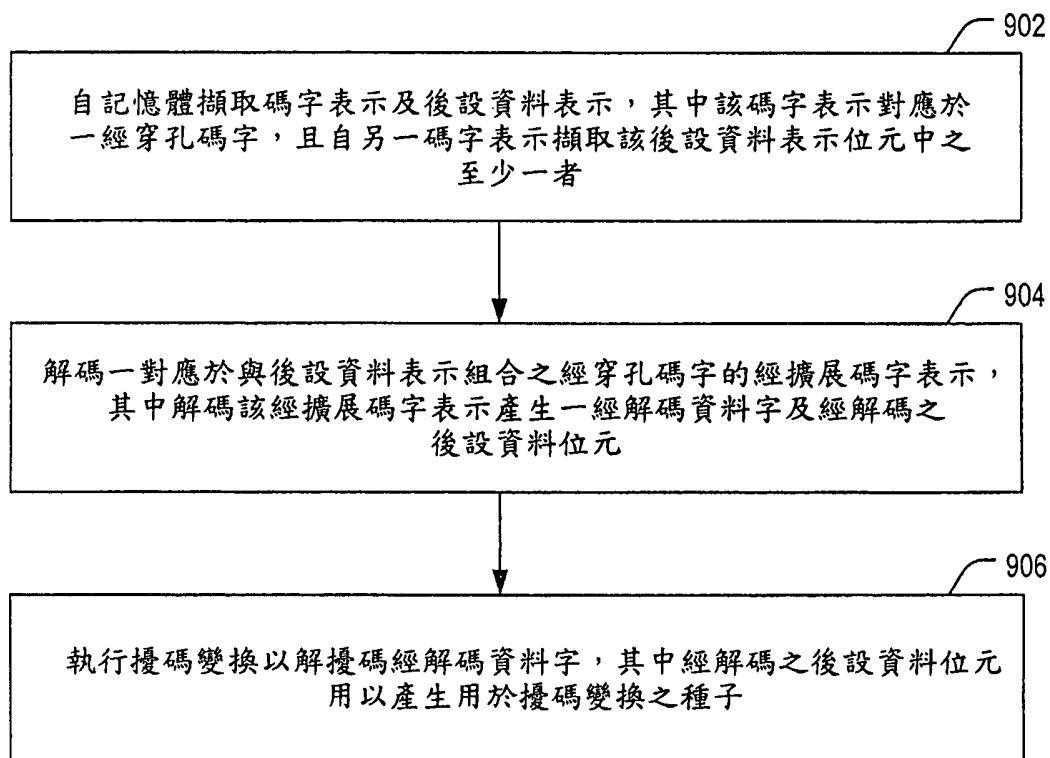 902
自記憶體擷取碼字表示及後設資料表示，其中該碼字表示對應於
一經穿孔碼字，且自另一碼字表示擷取該後設資料表示位元中之
至少一者
904
解碼一對應於與後設資料表示組合之經穿孔碼字的經擴展碼字表示，
其中解碼該經擴展碼字表示產生一經解碼資料字及經解碼之
後設資料位元
906
執行擾碼變換以解擾碼經解碼資料字，其中經解碼之後設資料位元
用以產生用於擾碼變換之種子